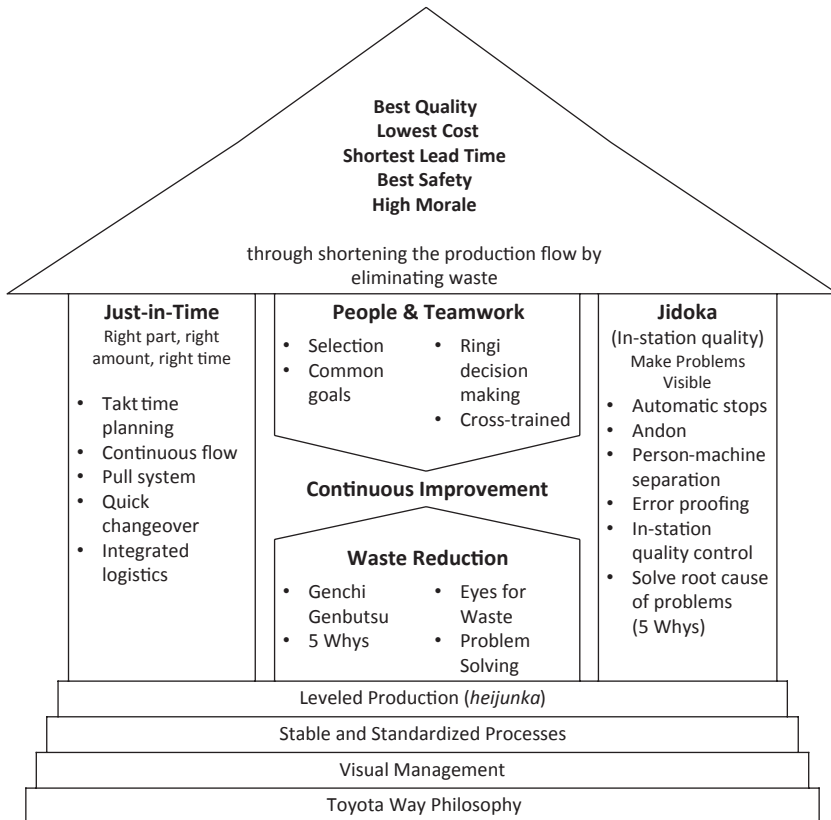 Best Quality
Lowest Cost
Shortest Lead Time
Best Safety
High Morale
through shortening the production flow by
eliminating waste
Just-in-Time
Right part, right
amount, right time
• Takt time
planning
• Continuous flow
• Pull system
• Quick
changeover
• Integrated
logistics
People & Teamwork
• Selection
• Common
goals
• Ringi
decision
making
• Cross-trained
Continuous Improvement
Waste Reduction
• Genchi
Genbutsu
• 5 Whys
• Eyes for
Waste
• Problem
Solving
Jidoka
(In-station quality)
Make Problems
Visible
• Automatic stops
• Andon
• Person-machine
separation
• Error proofing
• In-station
quality control
• Solve root cause
of problems
(5 Whys)
Leveled Production (heijunka)
Stable and Standardized Processes
Visual Management
Toyota Way Philosophy